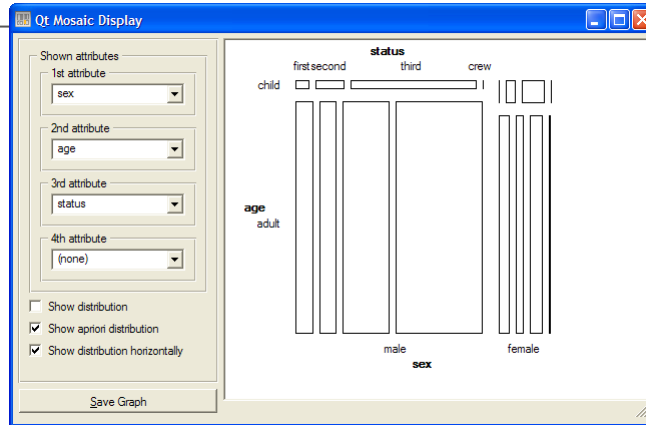 Qt Mosaic Display
Shown attributes
1st attribute
sex
2nd attribute
age
3rd attribute
status
4th attribute
(none)
Show distribution
Show apriori distribution
Show distribution horizontally
Save Graph
status
first second third crew
child
age
adult
male female
sex